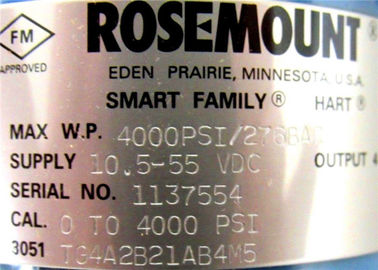 FM
APPROVED
ROSEMOUNT®
EDEN PRAIRIE, MINNESOTA U.S.A.
SMART FAMILY® HART®
MAX W.P. 4000PSI/276BAR
SUPPLY 10.5-55 VDC OUTPUT 4
SERIAL NO. 1137554
CAL. 0 TO 4000 PSI
3051 TG4A2B21AB4M5